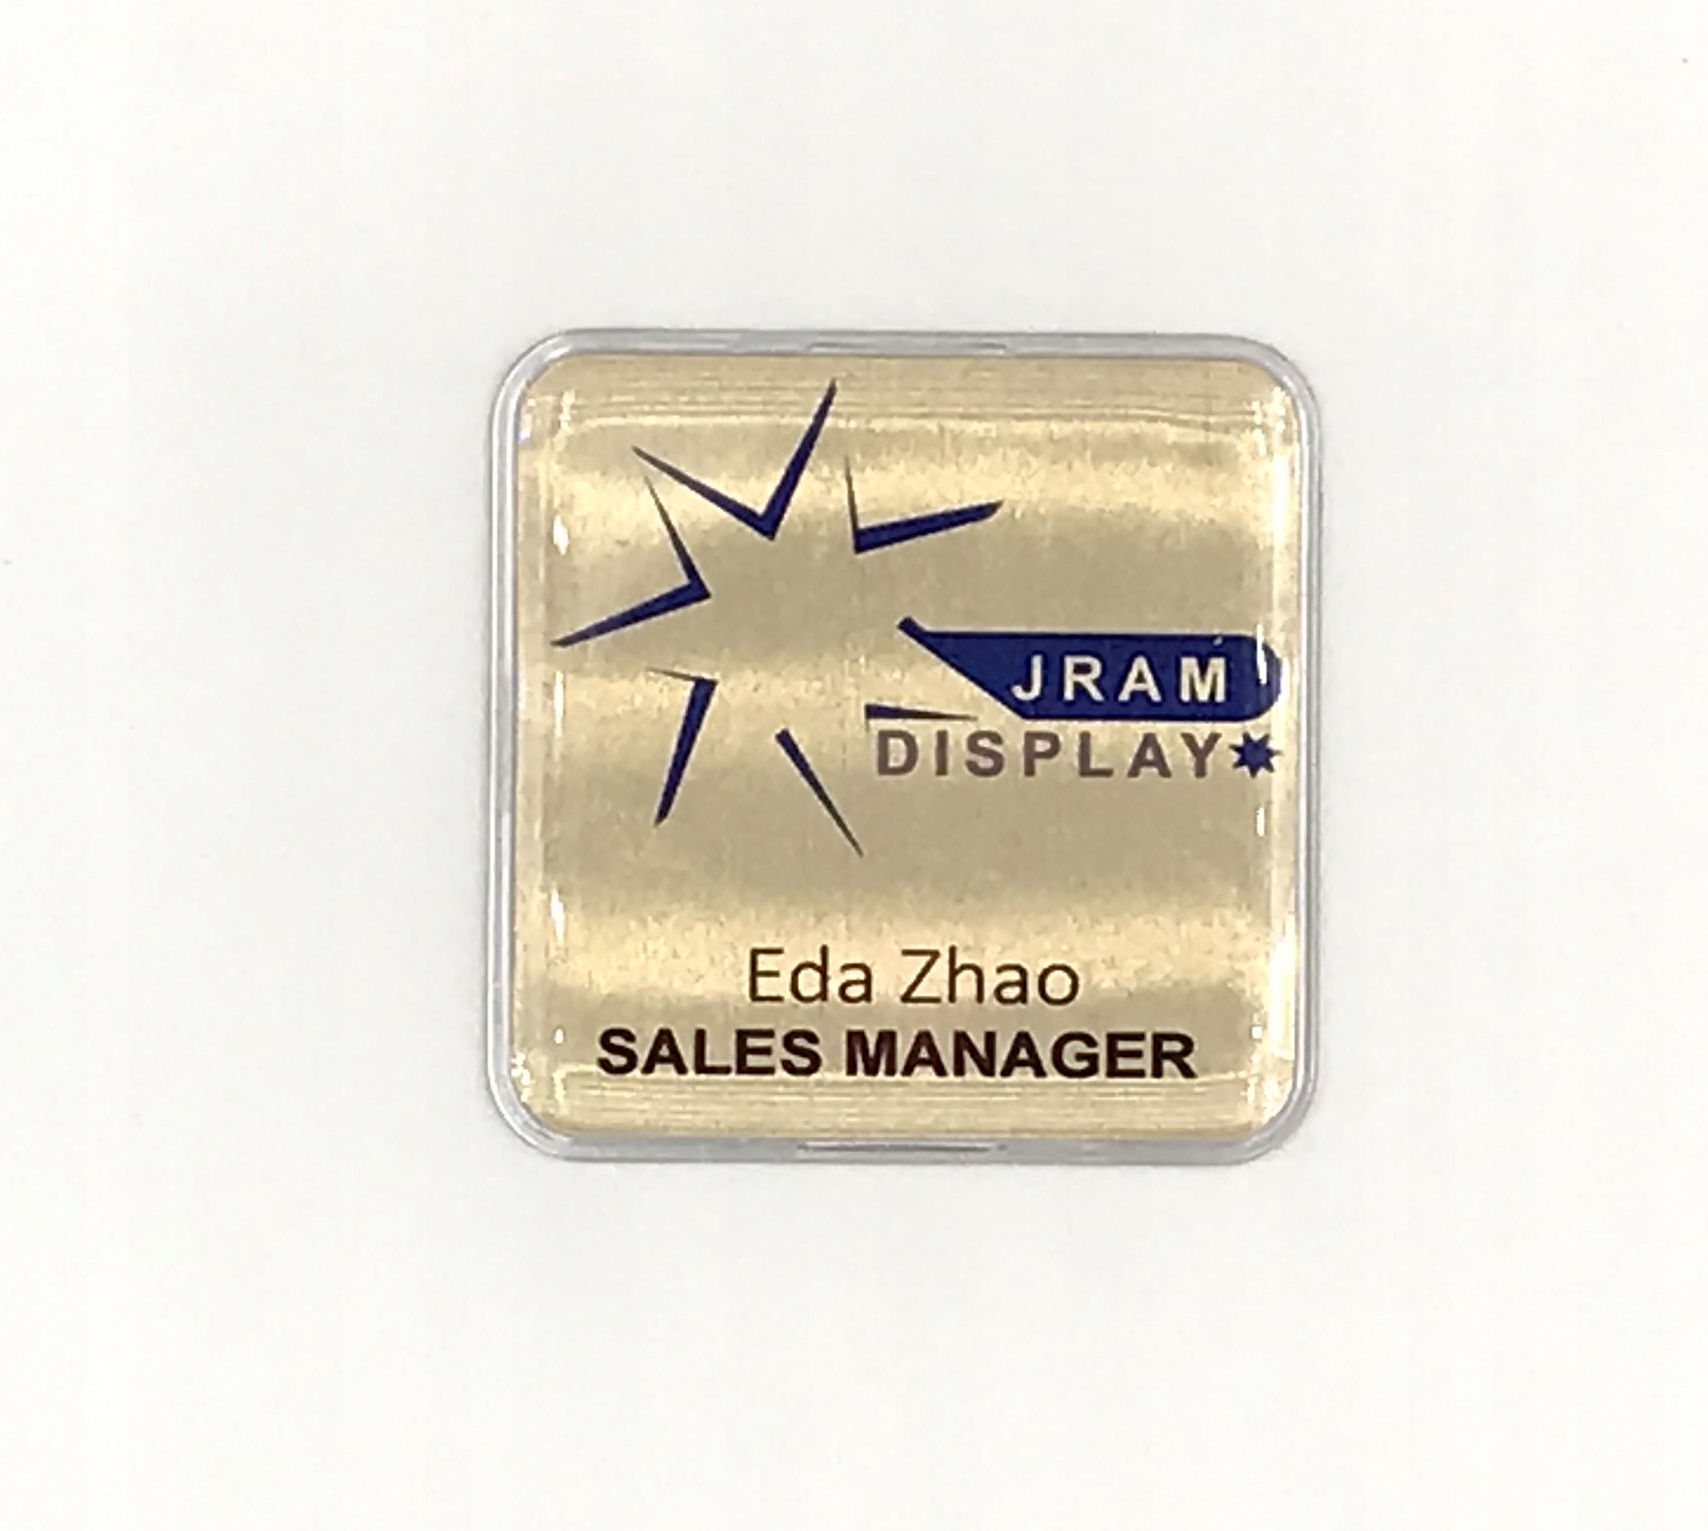 JRAM
DISPLAY
Eda Zhao
SALES MANAGER